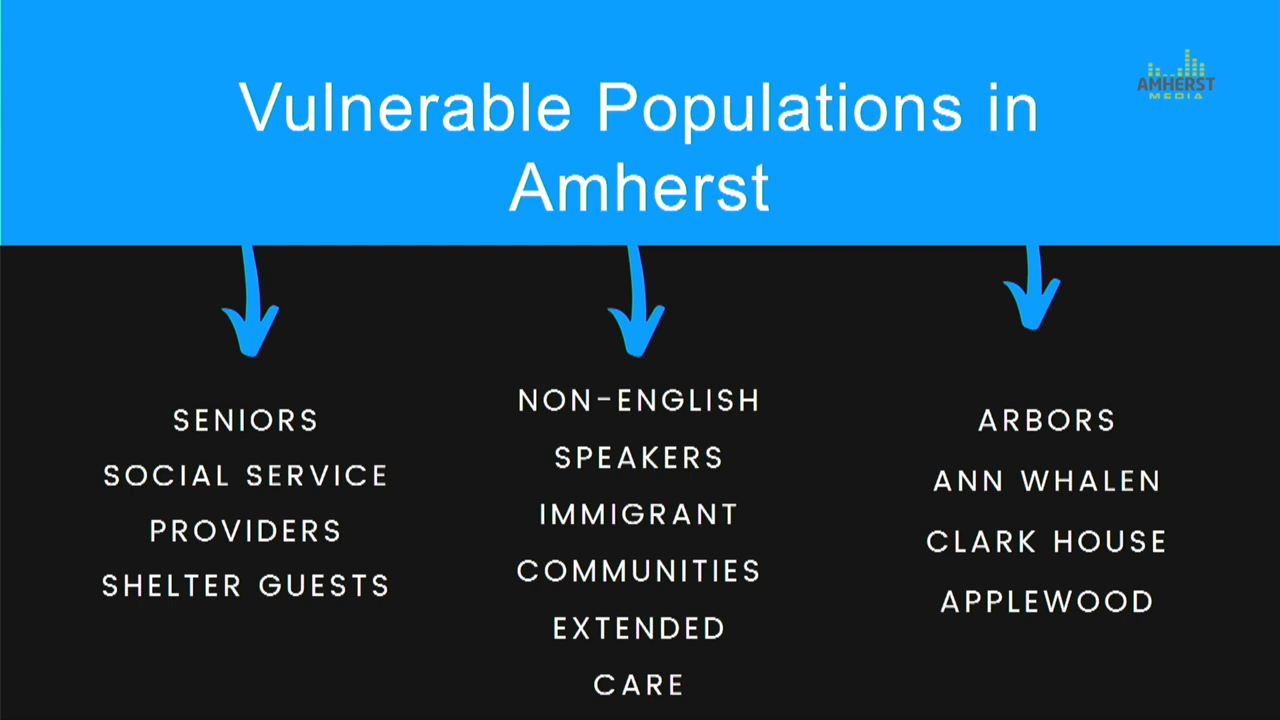 Vulnerable Populations in
Amherst
AMHERST
MEDIA
SENIORS
SOCIAL SERVICE
PROVIDERS
SHELTER GUESTS
NON-ENGLISH
SPEAKERS
IMMIGRANT
COMMUNITIES
EXTENDED
CARE
ARBORS
ANN WHALEN
CLARK HOUSE
APPLEWOOD